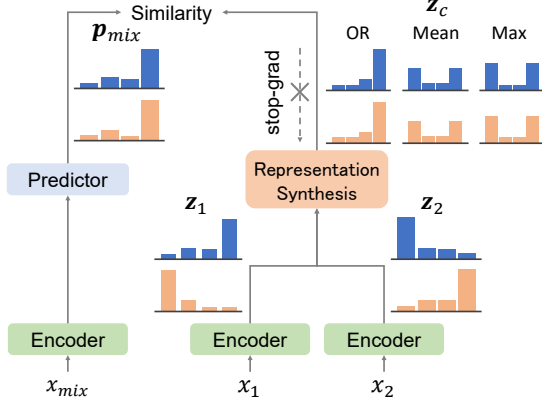 Similarity
p_mix
z_c
OR Mean Max
stop-grad
Predictor
Representation
Synthesis
z_1
z_2
Encoder Encoder Encoder
x_mix x_1 x_2